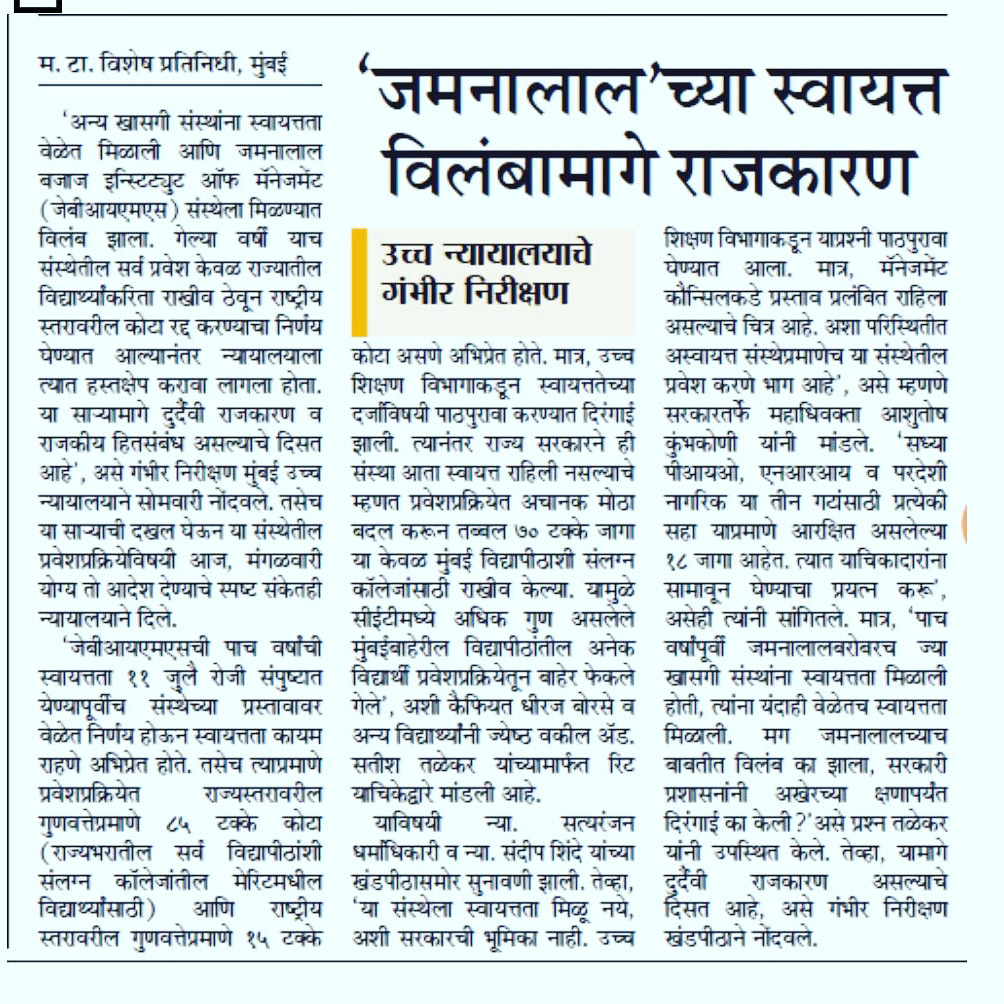 म. टा. विशेष प्रतिनिधी, मुंबई
‘जमनालाल’च्या स्वायत्त
विलंबामागे राजकारण
‘अन्य खासगी संस्थांना स्वायत्तता
वेळेत मिळाली आणि जमनालाल
बजाज इन्स्टिट्युट ऑफ मॅनेजमेंट
(जेबीआयएमएस) संस्थेला मिळण्यात
विलंब झाला. गेल्या वर्षी याच
संस्थेतील सर्व प्रवेश केवळ राज्यातील
विद्यार्थ्यांकरिता राखीव ठेवून राष्ट्रीय
स्तरावरील कोटा रद्द करण्याचा निर्णय
घेण्यात आल्यानंतर न्यायालयाला
त्यात हस्तक्षेप करावा लागला होता.
या साऱ्यामागे दुर्दैवी राजकारण व
राजकीय हितसंबंध असल्याचे दिसत
आहे’, असे गंभीर निरीक्षण मुंबई उच्च
न्यायालयाने सोमवारी नोंदवले. तसेच
या साऱ्याची दखल घेऊन या संस्थेतील
प्रवेशप्रक्रियेविषयी आज, मंगळवारी
योग्य तो आदेश देण्याचे स्पष्ट संकेतही
न्यायालयाने दिले.
‘जेबीआयएमएसची पाच वर्षांची
स्वायत्तता ११ जुलै रोजी संपुष्टात
येण्यापूर्वीच संस्थेच्या प्रस्तावावर
वेळेत निर्णय होऊन स्वायत्तता कायम
राहणे अभिप्रेत होते. तसेच त्याप्रमाणे
प्रवेशप्रक्रियेत राज्यस्तरावरील
गुणवत्तेप्रमाणे ८५ टक्के कोटा
(राज्यभरातील सर्व विद्यापीठांशी
संलग्न कॉलेजांतील मेरिटमधील
विद्यार्थ्यांसाठी) आणि राष्ट्रीय
स्तरावरील गुणवत्तेप्रमाणे १५ टक्के
उच्च न्यायालयाचे
गंभीर निरीक्षण
कोटा असणे अभिप्रेत होते. मात्र, उच्च
शिक्षण विभागाकडून स्वायत्ततेच्या
दर्जाविषयी पाठपुरावा करण्यात दिरंगाई
झाली. त्यानंतर राज्य सरकारने ही
संस्था आता स्वायत्त राहिली नसल्याचे
म्हणत प्रवेशप्रक्रियेत अचानक मोठा
बदल करून तब्बल ७० टक्के जागा
या केवळ मुंबई विद्यापीठाशी संलग्न
कॉलेजांसाठी राखीव केल्या. यामुळे
सीईटीमध्ये अधिक गुण असलेले
मुंबईबाहेरील विद्यापीठांतील अनेक
विद्यार्थी प्रवेशप्रक्रियेतून बाहेर फेकले
गेले’, अशी कैफियत धीरज बोरसे व
अन्य विद्यार्थ्यांनी ज्येष्ठ वकील ॲड.
सतीश तळेकर यांच्यामार्फत रिट
याचिकेद्वारे मांडली आहे.
याविषयी न्या. सत्यरंजन
धर्माधिकारी व न्या. संदीप शिंदे यांच्या
खंडपीठासमोर सुनावणी झाली. तेव्हा,
‘या संस्थेला स्वायत्तता मिळू नये,
अशी सरकारची भूमिका नाही. उच्च
शिक्षण विभागाकडून याप्रश्नी पाठपुरावा
घेण्यात आला. मात्र, मॅनेजमेंट
कौन्सिलकडे प्रस्ताव प्रलंबित राहिला
असल्याचे चित्र आहे. अशा परिस्थितीत
अस्वायत्त संस्थेप्रमाणेच या संस्थेतील
प्रवेश करणे भाग आहे’, असे म्हणणे
सरकारतर्फे महाधिवक्ता आशुतोष
कुंभकोणी यांनी मांडले. ‘सध्या
पीआयओ, एनआरआय व परदेशी
नागरिक या तीन गटांसाठी प्रत्येकी
सहा याप्रमाणे आरक्षित असलेल्या
१८ जागा आहेत. त्यात याचिकादारांना
सामावून घेण्याचा प्रयत्न करू’,
असेही त्यांनी सांगितले. मात्र, ‘पाच
वर्षांपूर्वी जमनालालबरोबरच ज्या
खासगी संस्थांना स्वायत्तता मिळाली
होती, त्यांना यंदाही वेळेतच स्वायत्तता
मिळाली. मग जमनालालच्याच
बाबतीत विलंब का झाला, सरकारी
प्रशासनांनी अखेरच्या क्षणापर्यंत
दिरंगाई का केली?’असे प्रश्न तळेकर
यांनी उपस्थित केले. तेव्हा, यामागे
दुर्दैवी राजकारण असल्याचे
दिसत आहे, असे गंभीर निरीक्षण
खंडपीठाने नोंदवले.